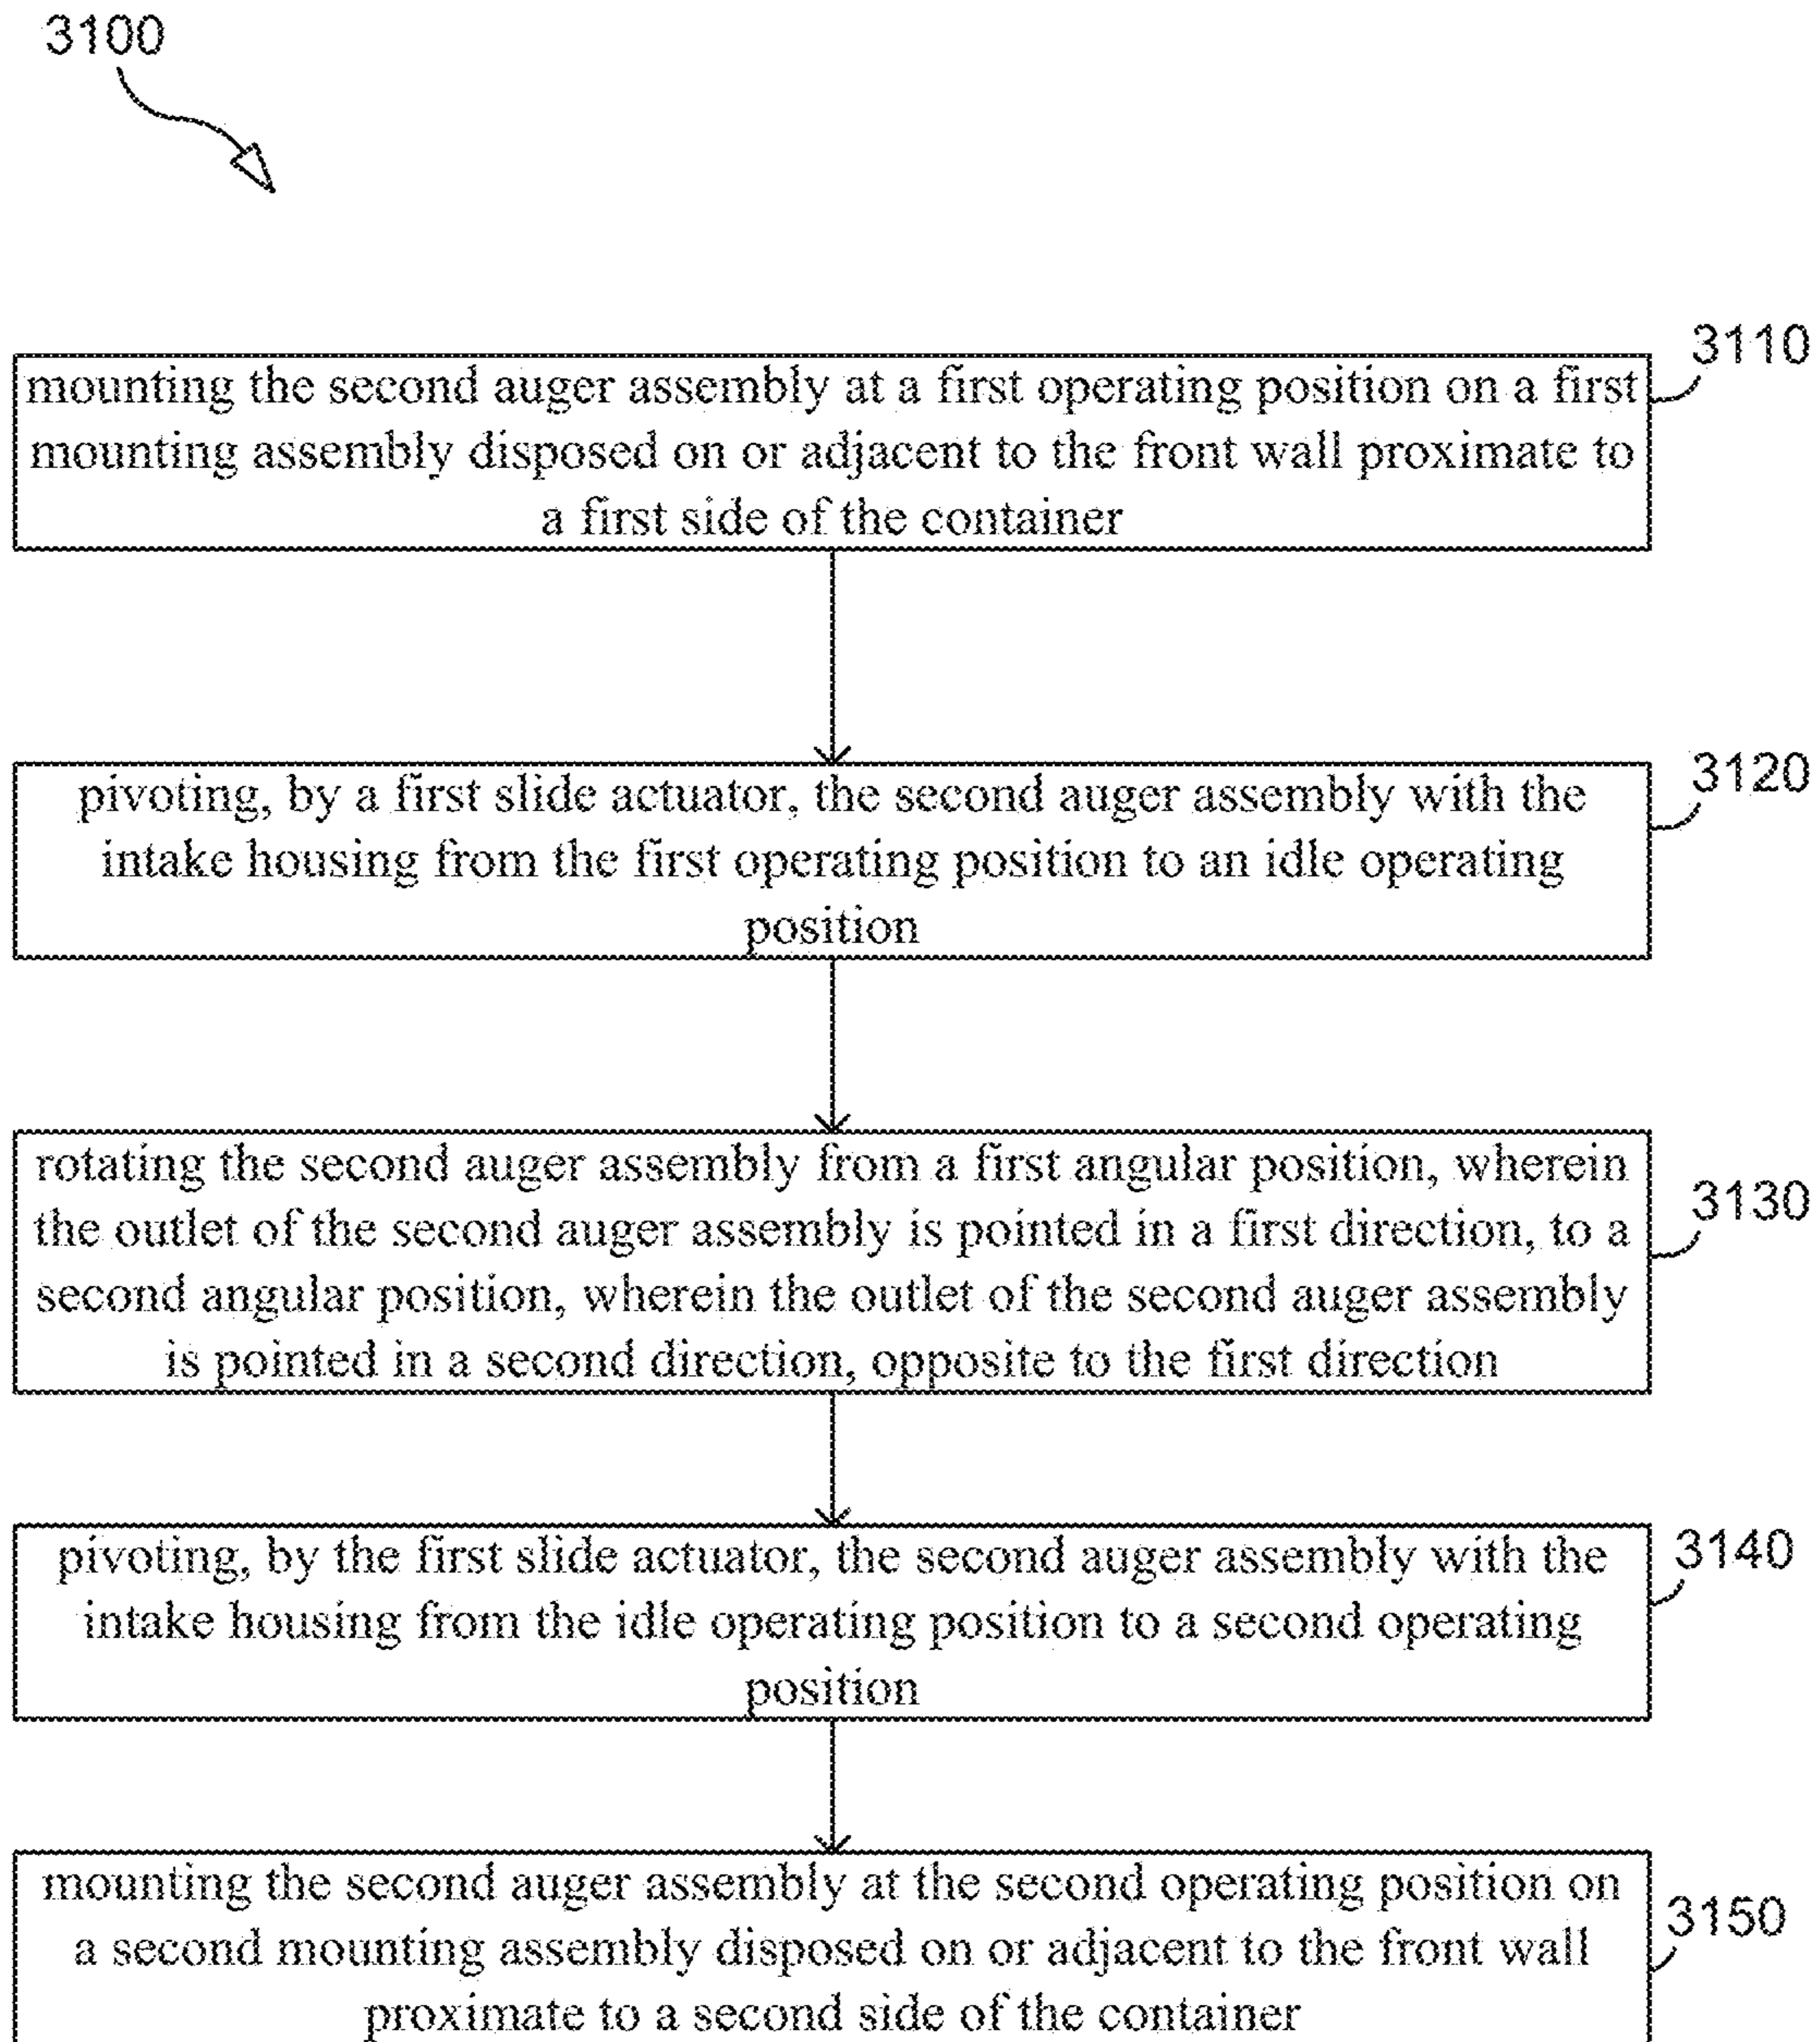 3100
3110
mounting the second auger assembly at a first operating position on a first
mounting assembly disposed on or adjacent to the front wall proximate to
a first side of the container
3120
pivoting, by a first slide actuator, the second auger assembly with the
intake housing from the first operating position to an idle operating
position
3130
rotating the second auger assembly from a first angular position, wherein
the outlet of the second auger assembly is pointed in a first direction, to a
second angular position, wherein the outlet of the second auger assembly
is pointed in a second direction, opposite to the first direction
3140
pivoting, by the first slide actuator, the second auger assembly with the
intake housing from the idle operating position to a second operating
position
3150
mounting the second auger assembly at the second operating position on
a second mounting assembly disposed on or adjacent to the front wall
proximate to a second side of the container